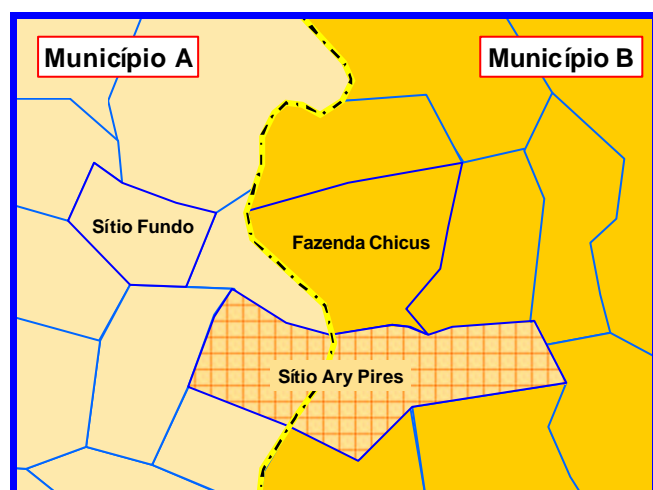 Município A
Município B
Sítio Fundo
Fazenda Chicus
Sítio Ary Pires